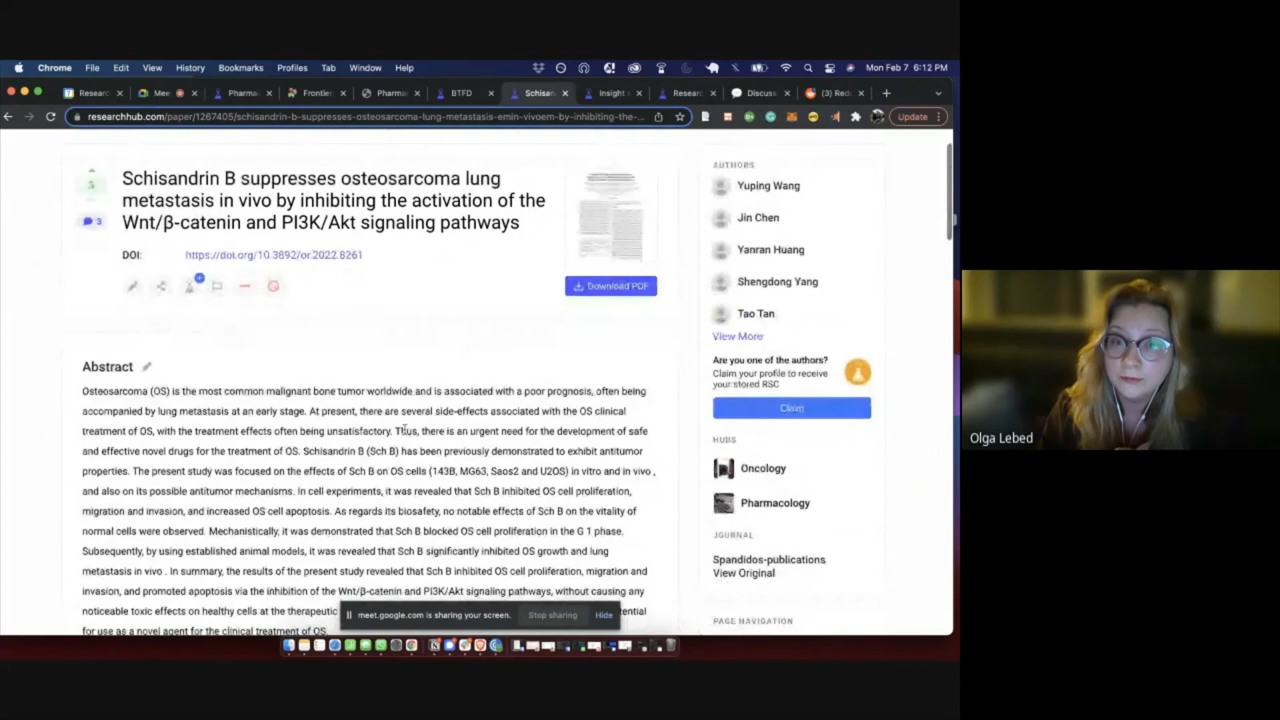 Chrome File Edit View History Bookmarks Profiles Tab Window Help Mon Feb 7 6:12 PM
Researc Mee Pharma Frontier Pharmac BTFD Schisan Insight Researc Discuss (3) Red
researchhub.com/paper/1267405/schisandrin-b-suppresses-osteosarcoma-lung-metastasis-emin-vivoem-by-inhibiting-the-... Update
5
3
Schisandrin B suppresses osteosarcoma lung
metastasis in vivo by inhibiting the activation of the
Wnt/β-catenin and PI3K/Akt signaling pathways
DOI: https://doi.org/10.3892/or.2022.8261
Download PDF
Abstract
Osteosarcoma (OS) is the most common malignant bone tumor worldwide and is associated with a poor prognosis, often being
accompanied by lung metastasis at an early stage. At present, there are several side-effects associated with the OS clinical
treatment of OS, with the treatment effects often being unsatisfactory. Thus, there is an urgent need for the development of safe
and effective novel drugs for the treatment of OS. Schisandrin B (Sch B) has been previously demonstrated to exhibit antitumor
properties. The present study was focused on the effects of Sch B on OS cells (143B, MG63, Saos2 and U2OS) in vitro and in vivo ,
and also on its possible antitumor mechanisms. In cell experiments, it was revealed that Sch B inhibited OS cell proliferation,
migration and invasion, and increased OS cell apoptosis. As regards its biosafety, no notable effects of Sch B on the vitality of
normal cells were observed. Mechanistically, it was demonstrated that Sch B blocked OS cell proliferation in the G 1 phase.
Subsequently, by using established animal models, it was revealed that Sch B significantly inhibited OS growth and lung
metastasis in vivo . In summary, the results of the present study revealed that Sch B inhibited OS cell proliferation, migration and
invasion, and promoted apoptosis via the inhibition of the Wnt/β-catenin and PI3K/Akt signaling pathways, without causing any
noticeable toxic effects on healthy cells at the therapeutic
for use as a novel agent for the clinical treatment of OS.
meet.google.com is sharing your screen. Stop sharing Hide
AUTHORS
Yuping Wang
Jin Chen
Yanran Huang
Shengdong Yang
Tao Tan
View More
Are you one of the authors?
Claim your profile to receive
your stored RSC
Claim
HUBS
Oncology
Pharmacology
JOURNAL
Spandidos-publications
View Original
PAGE NAVIGATION
Olga Lebed